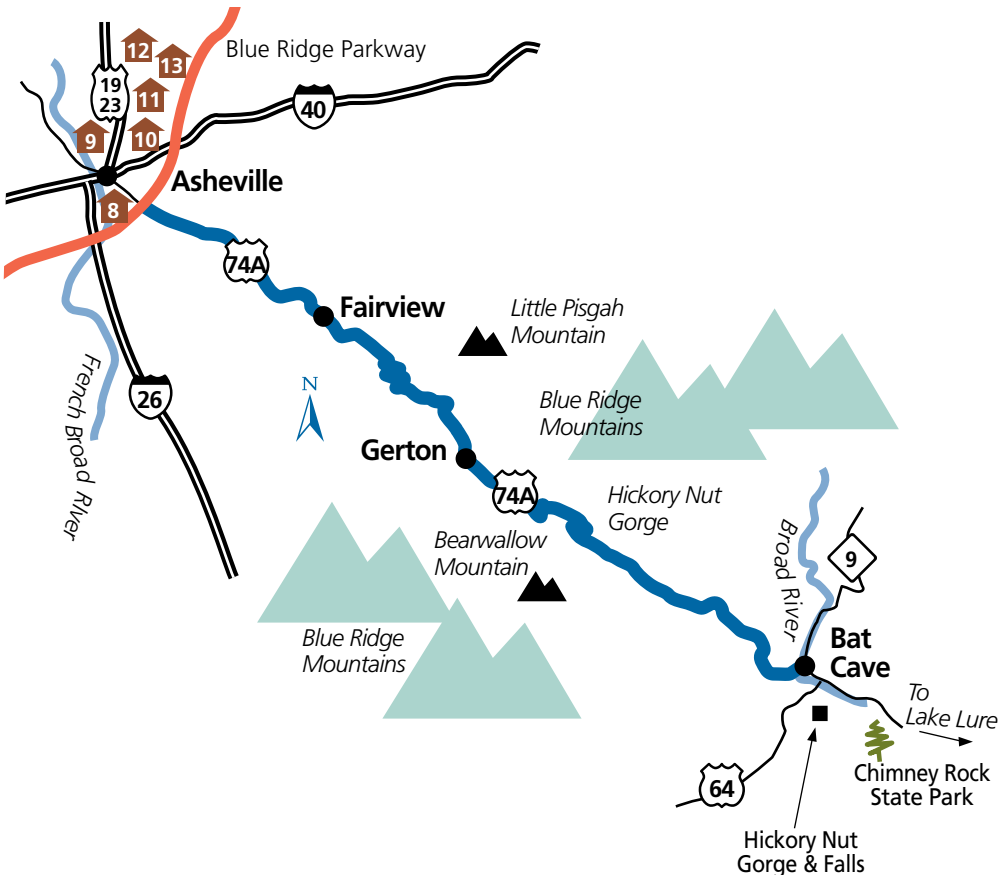 12
13
Blue Ridge Parkway
19
23
11
40
9
10
Asheville
8
74A
Fairview
Little Pisgah
Mountain
N
French Broad River
26
Blue Ridge
Mountains
Gerton
74A
Hickory Nut
Gorge
Bearwallow
Mountain
Broad River
9
Blue Ridge
Mountains
Bat
Cave
To
Lake Lure
64
Chimney Rock
State Park
Hickory Nut
Gorge & Falls